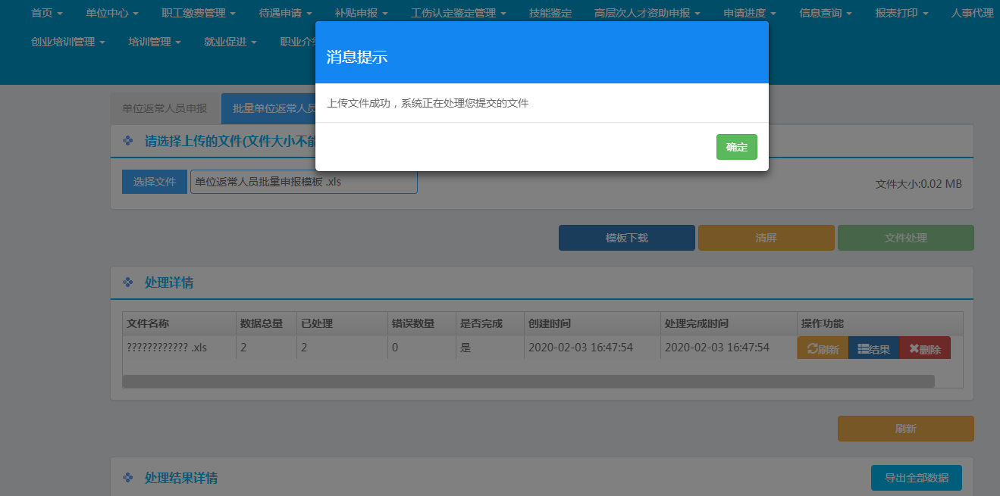 首页 单位中心 职工缴费管理 待遇申请 补贴申报 工伤认定鉴定管理 技能鉴定 高层次人才资助申报 申请进度 信息查询 报表打印 人事代理
创业培训管理 培训管理 就业促进 职业介
消息提示
上传文件成功，系统正在处理您提交的文件
确定
单位返常人员申报 批量单位返常人员
请选择上传的文件(文件大小不能
选择文件 单位返常人员批量申报模板 .xls 文件大小:0.02 MB
模板下载 清屏 文件处理
处理详情
文件名称 数据总量 已处理 错误数量 是否完成 创建时间 处理完成时间 操作功能
???????????? .xls 2 2 0 是 2020-02-03 16:47:54 2020-02-03 16:47:54 刷新 结果 删除
刷新
处理结果详情 导出全部数据